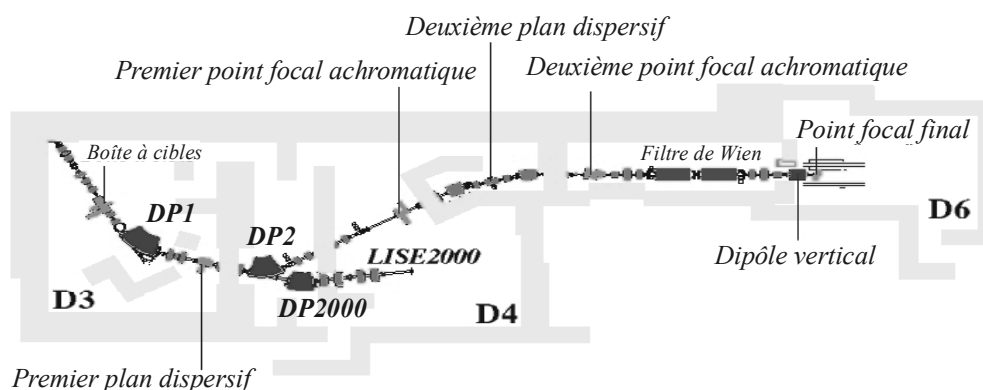 Deuxième plan dispersif
Premier point focal achromatique
Deuxième point focal achromatique
Boîte à cibles
Filtre de Wien
Point focal final
DP1
DP2
LISE2000
D6
Dipôle vertical
D3
DP2000
D4
Premier plan dispersif